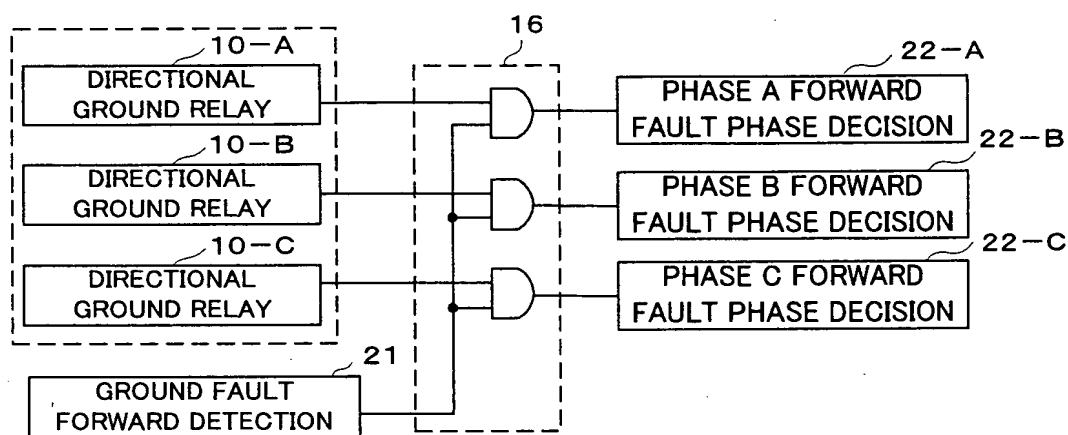 10-A
DIRECTIONAL
GROUND RELAY
10-B
DIRECTIONAL
GROUND RELAY
10-C
DIRECTIONAL
GROUND RELAY
21
GROUND FAULT
FORWARD DETECTION
16
22-A
PHASE A FORWARD
FAULT PHASE DECISION
22-B
PHASE B FORWARD
FAULT PHASE DECISION
22-C
PHASE C FORWARD
FAULT PHASE DECISION